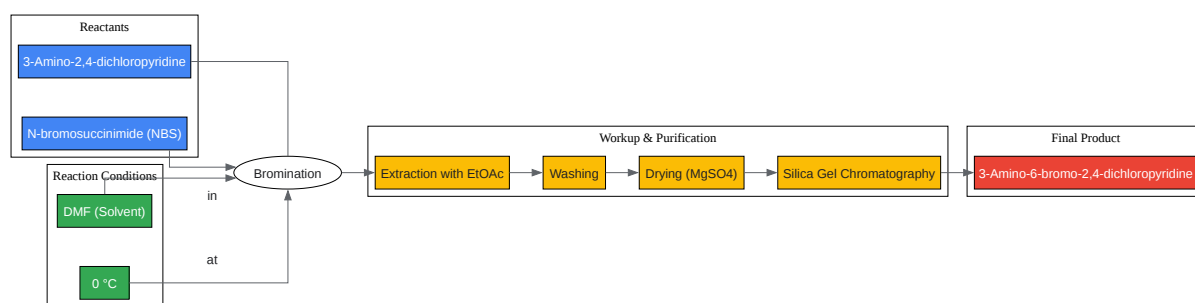 Reactants
3-Amino-2,4-dichloropyridine
N-bromosuccinimide (NBS)
Reaction Conditions
DMF (Solvent)
0 °C
in
at
Bromination
Workup & Purification
Extraction with EtOAc
Washing
Drying (MgSO4)
Silica Gel Chromatography
Final Product
3-Amino-6-bromo-2,4-dichloropyridine